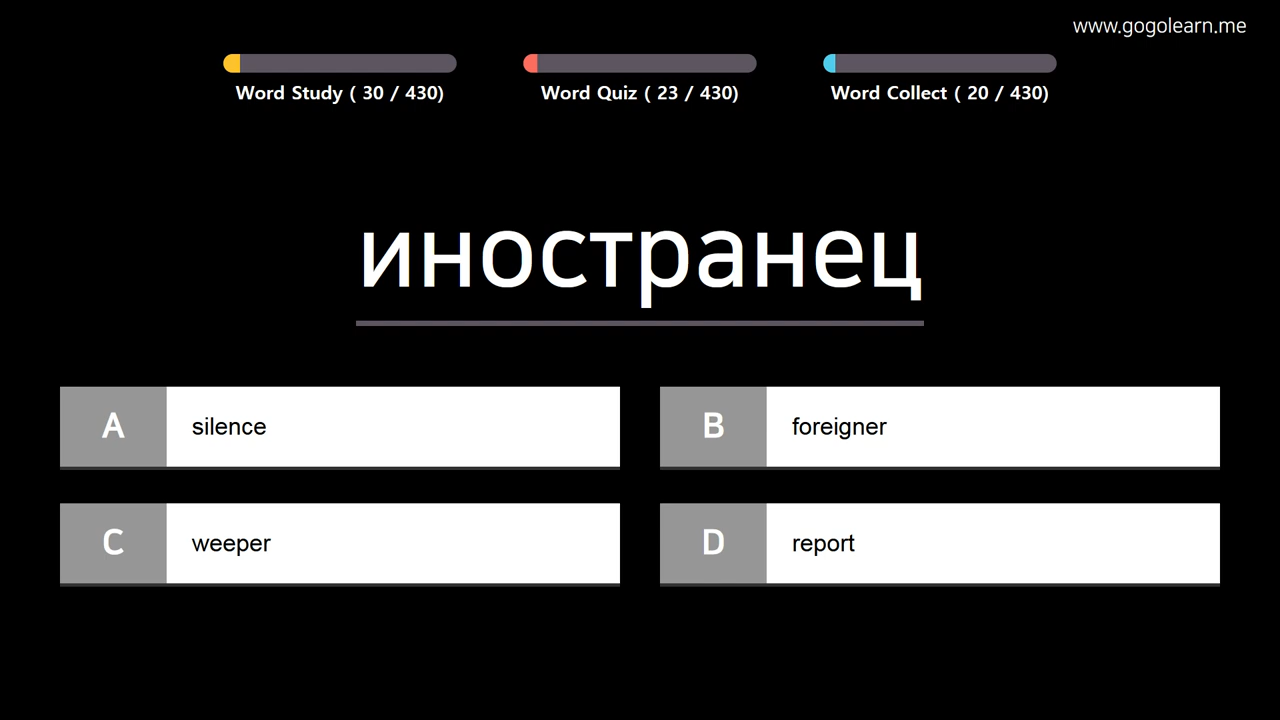 www.gogolearn.me
Word Study ( 30 / 430)
Word Quiz ( 23 / 430)
Word Collect ( 20 / 430)
иностранец
A silence
B foreigner
C weeper
D report